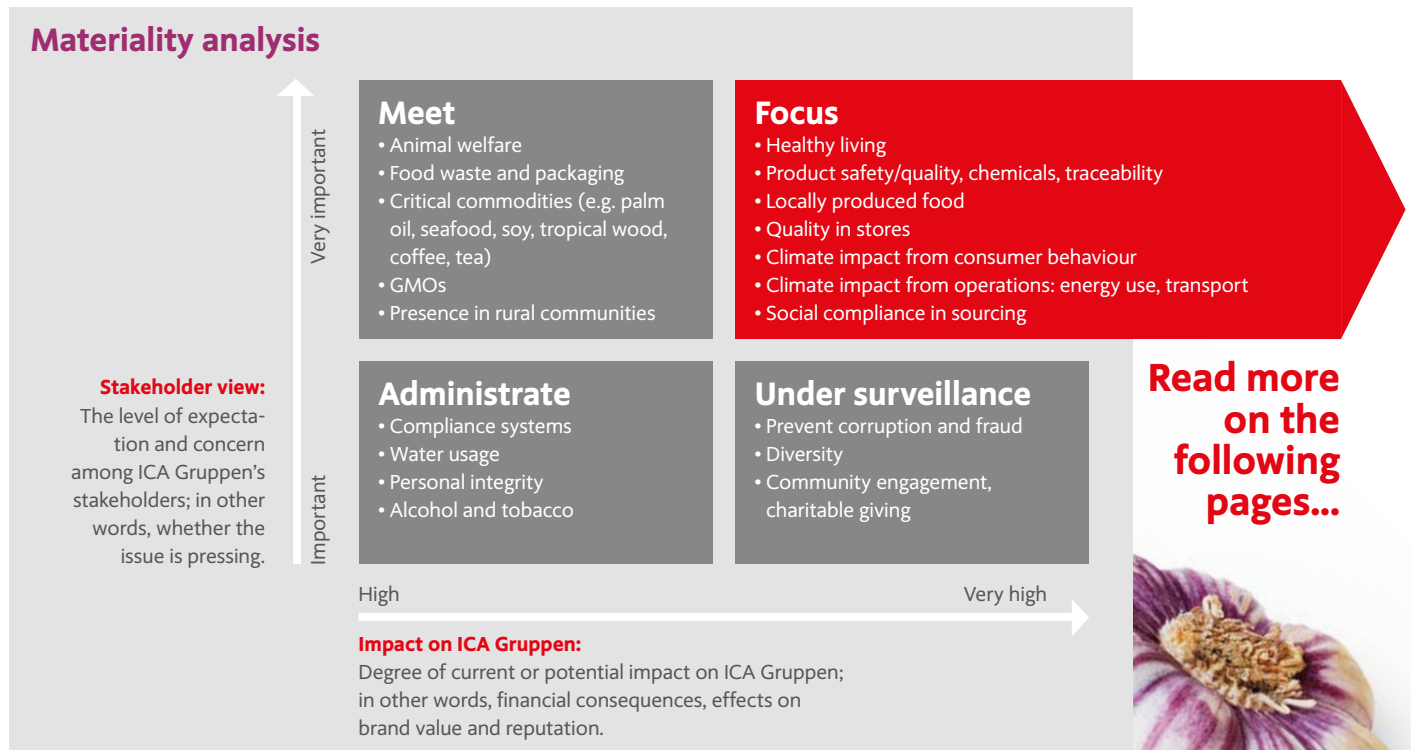 Materiality analysis
Very important
Important
Meet
• Animal welfare
• Food waste and packaging
• Critical commodities (e.g. palm
oil, seafood, soy, tropical wood,
coffee, tea)
• GMOs
• Presence in rural communities
Focus
• Healthy living
• Product safety/quality, chemicals, traceability
• Locally produced food
• Quality in stores
• Climate impact from consumer behaviour
• Climate impact from operations: energy use, transport
• Social compliance in sourcing
Stakeholder view:
The level of expecta-
tion and concern
among ICA Gruppen's
stakeholders; in other
words, whether the
issue is pressing.
Administrate
• Compliance systems
• Water usage
• Personal integrity
• Alcohol and tobacco
Under surveillance
• Prevent corruption and fraud
• Diversity
• Community engagement,
charitable giving
Read more
on the
following
pages...
High
Very high
Impact on ICA Gruppen:
Degree of current or potential impact on ICA Gruppen;
in other words, financial consequences, effects on
brand value and reputation.